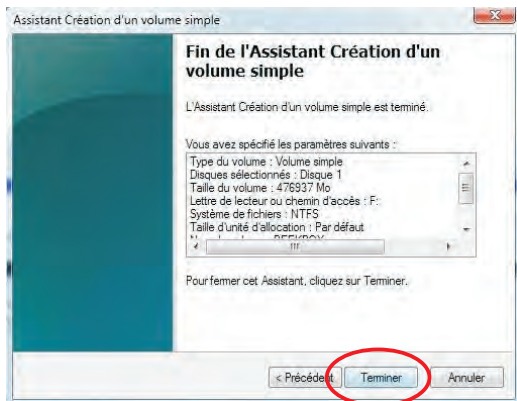 Assistant Création d'un volume simple
Fin de l'Assistant Création d'un
volume simple
L'Assistant Création d'un volume simple est terminé.
Vous avez spécifié les paramètres suivants :
Type du volume : Volume simple
Disques sélectionnés : Disque 1
Taille du volume : 476937 Mo
Lettre de lecteur ou chemin d'accès : F:
Système de fichiers : NTFS
Taille d'unité d'allocation : Par défaut
Pour fermer cet Assistant, cliquez sur Terminer.
< Précédent Terminer Annuler